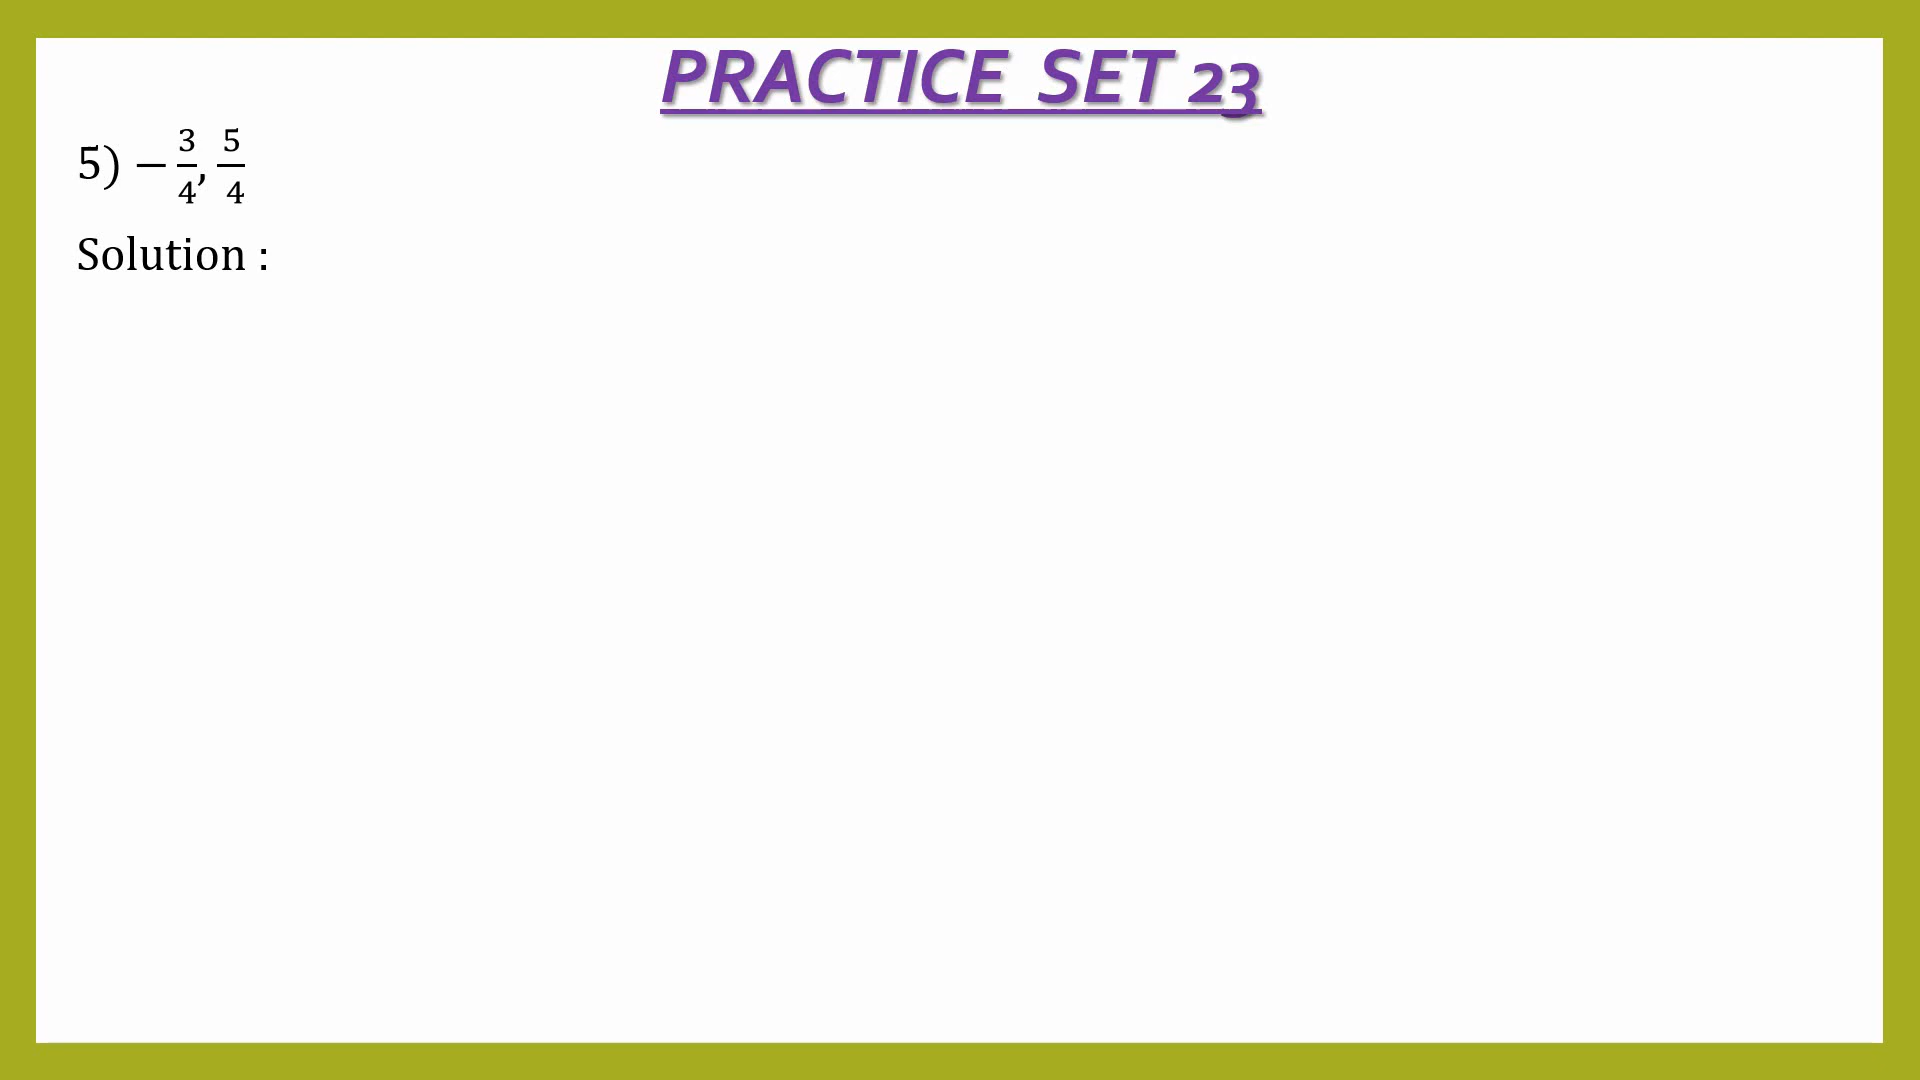 PRACTICE SET 23
5) − 3/4, 5/4
Solution :